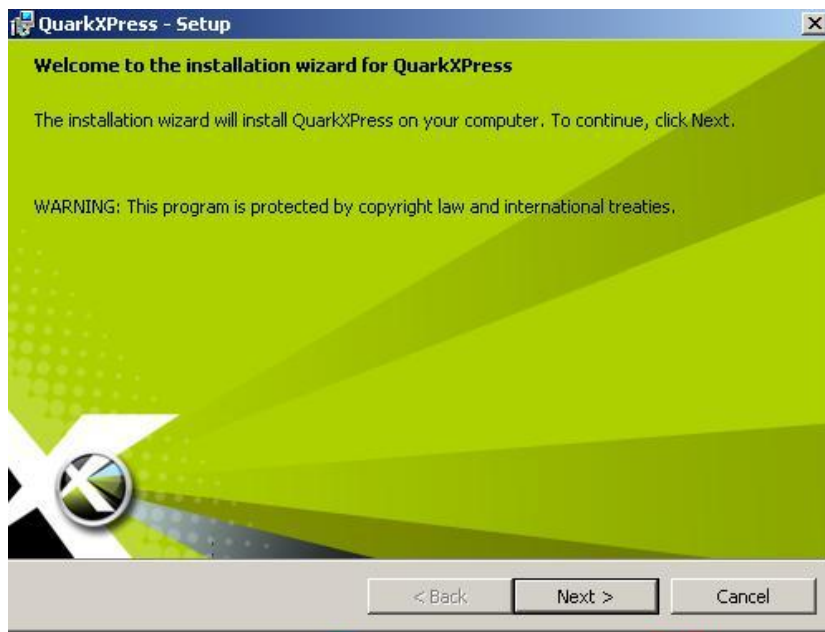 QuarkXPress - Setup
Welcome to the installation wizard for QuarkXPress
The installation wizard will install QuarkXPress on your computer. To continue, click Next.
WARNING: This program is protected by copyright law and international treaties.
< Back Next > Cancel